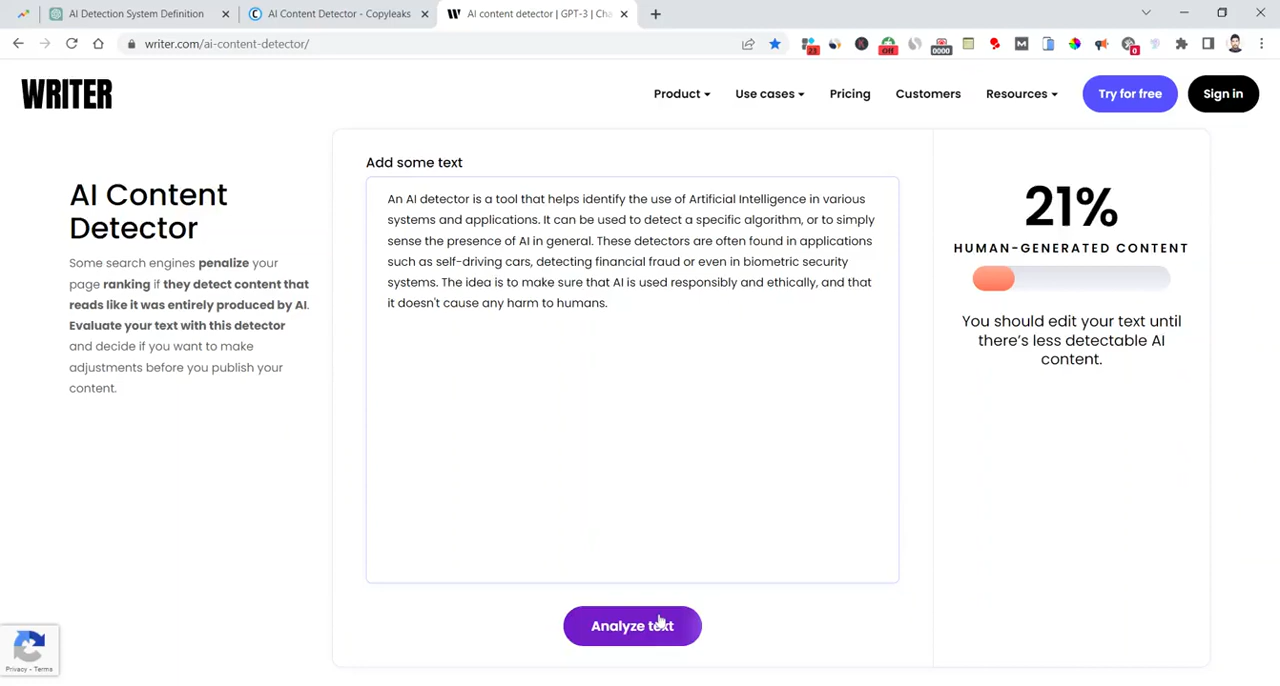 AI Detection System Definition
AI Content Detector - Copyleaks
AI content detector | GPT-3 | Cha
writer.com/ai-content-detector/
23
Off
0000
M
0
WRITER
Product
Use cases
Pricing
Customers
Resources
Try for free
Sign in
AI Content
Detector
Some search engines penalize your
page ranking if they detect content that
reads like it was entirely produced by AI.
Evaluate your text with this detector
and decide if you want to make
adjustments before you publish your
content.
Add some text
An AI detector is a tool that helps identify the use of Artificial Intelligence in various
systems and applications. It can be used to detect a specific algorithm, or to simply
sense the presence of AI in general. These detectors are often found in applications
such as self-driving cars, detecting financial fraud or even in biometric security
systems. The idea is to make sure that AI is used responsibly and ethically, and that
it doesn't cause any harm to humans.
Analyze text
21%
HUMAN-GENERATED CONTENT
You should edit your text until
there's less detectable AI
content.
Privacy - Terms